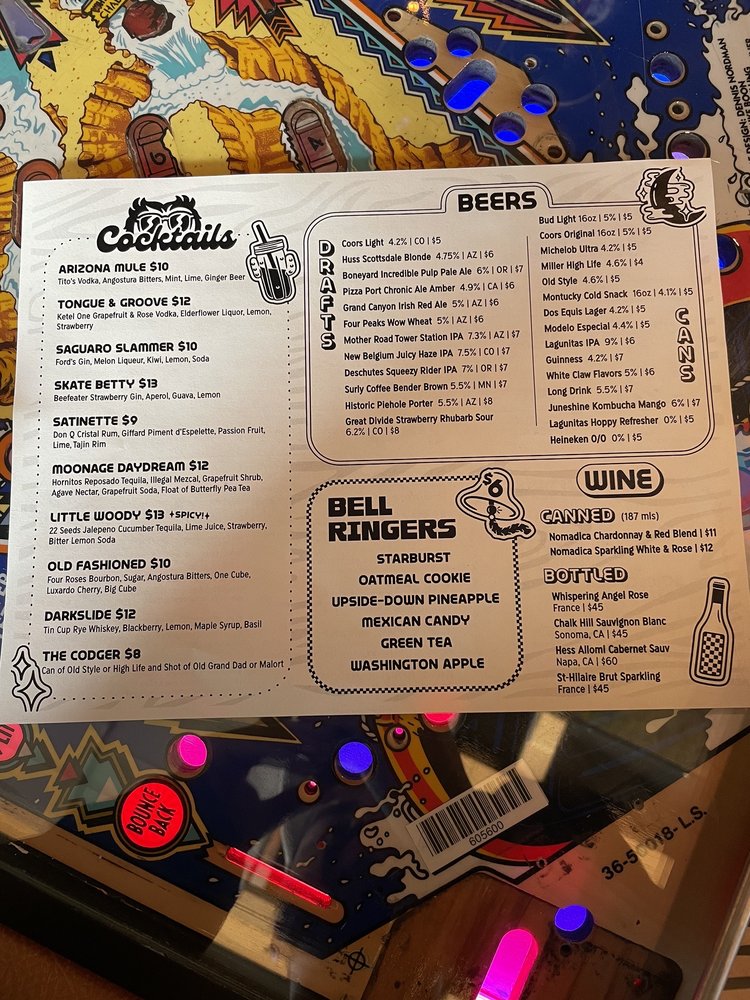 Cocktails
ARIZONA MULE $10
Tito's Vodka, Angostura Bitters, Mint, Lime, Ginger Beer
TONGUE & GROOVE $12
Ketel One Grapefruit & Rose Vodka, Elderflower Liquor, Lemon,
Strawberry
SAGUARO SLAMMER $10
Ford's Gin, Melon Liqueur, Kiwi, Lemon, Soda
SKATE BETTY $13
Beefeater Strawberry Gin, Aperol, Guava, Lemon
SATINETTE $9
Don Q Cristal Rum, Giffard Piment d'Espelette, Passion Fruit,
Lime, Tajin Rim
MOONAGE DAYDREAM $12
Hornitos Reposado Tequila, Illegal Mezcal, Grapefruit Shrub,
Agave Nectar, Grapefruit Soda, Float of Butterfly Pea Tea
LITTLE WOODY $13 +SPICY!+
22 Seeds Jalepeno Cucumber Tequila, Lime Juice, Strawberry,
Bitter Lemon Soda
OLD FASHIONED $10
Four Roses Bourbon, Sugar, Angostura Bitters, One Cube,
Luxardo Cherry, Big Cube
DARKSLIDE $12
Tin Cup Rye Whiskey, Blackberry, Lemon, Maple Syrup, Basil
THE CODGER $8
Can of Old Style or High Life and Shot of Old Grand Dad or Malort
BEERS
DRAFTS
Coors Light 4.2% | CO | $5
Huss Scottsdale Blonde 4.75% | AZ | $6
Boneyard Incredible Pulp Pale Ale 6% | OR | $7
Pizza Port Chronic Ale Amber 4.9% | CA | $6
Grand Canyon Irish Red Ale 5% | AZ | $6
Four Peaks Wow Wheat 5% | AZ | $6
Mother Road Tower Station IPA 7.3% | AZ | $7
New Belgium Juicy Haze IPA 7.5% | CO | $7
Deschutes Squeezy Rider IPA 7% | OR | $7
Surly Coffee Bender Brown 5.5% | MN | $7
Historic Piehole Porter 5.5% | AZ | $8
Great Divide Strawberry Rhubarb Sour
6.2% | CO | $8
CANS
Bud Light 16oz | 5% | $5
Coors Original 16oz | 5% | $5
Michelob Ultra 4.2% | $5
Miller High Life 4.6% | $4
Old Style 4.6% | $5
Montucky Cold Snack 16oz | 4.1% | $5
Dos Equis Lager 4.2% | $5
Modelo Especial 4.4% | $5
Lagunitas IPA 9% | $6
Guinness 4.2% | $7
White Claw Flavors 5% | $6
Long Drink 5.5% | $7
Juneshine Kombucha Mango 6% | $7
Lagunitas Hoppy Refresher 0% | $5
Heineken 0/0 0% | $5
BELL
RINGERS
$6
STARBURST
OATMEAL COOKIE
UPSIDE-DOWN PINEAPPLE
MEXICAN CANDY
GREEN TEA
WASHINGTON APPLE
WINE
CANNED (187 mls)
Nomadica Chardonnay & Red Blend | $11
Nomadica Sparkling White & Rose | $12
BOTTLED
Whispering Angel Rose
France | $45
Chalk Hill Sauvignon Blanc
Sonoma, CA | $45
Hess Allomi Cabernet Sauv
Napa, CA | $60
St-Hilaire Brut Sparkling
France | $45
BOUNCE
BACK
605600
DENNIS NORDMAN